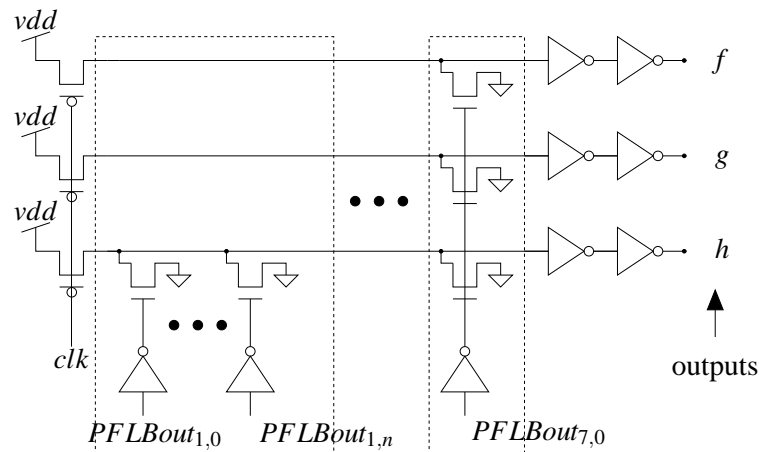 vdd
f
vdd
g
vdd
h
clk
outputs
PFLBout1,0
PFLBout1,n
PFLBout7,0